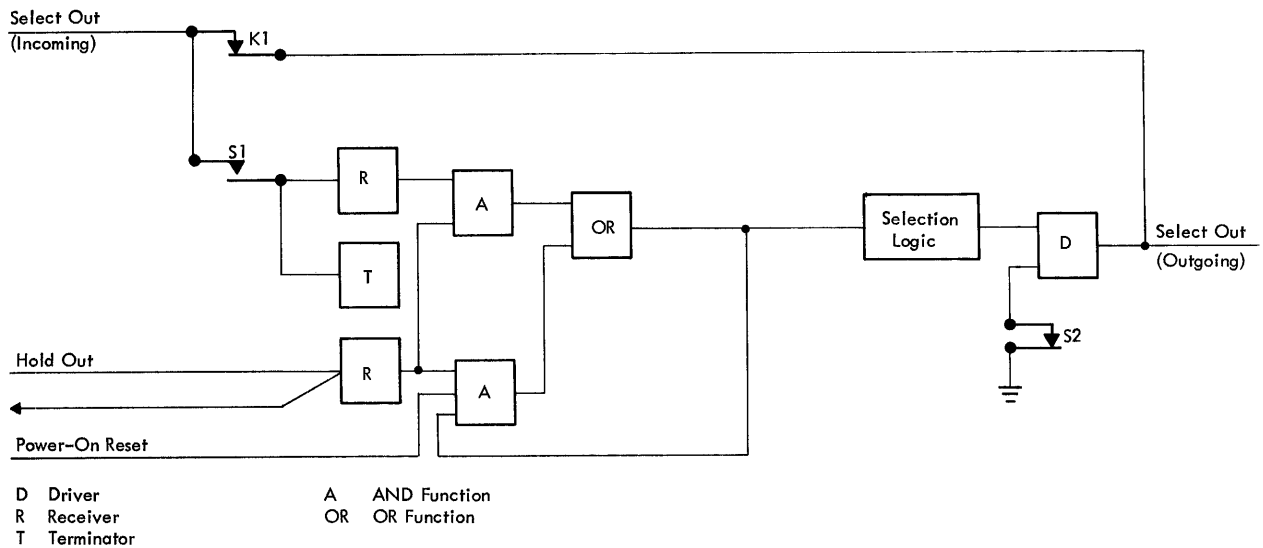 Select Out
(Incoming)
K1
S1
R
A
OR
Selection
Logic
D
Select Out
(Outgoing)
T
S2
Hold Out
R
A
Power-On Reset
D Driver
R Receiver
T Terminator
A AND Function
OR OR Function